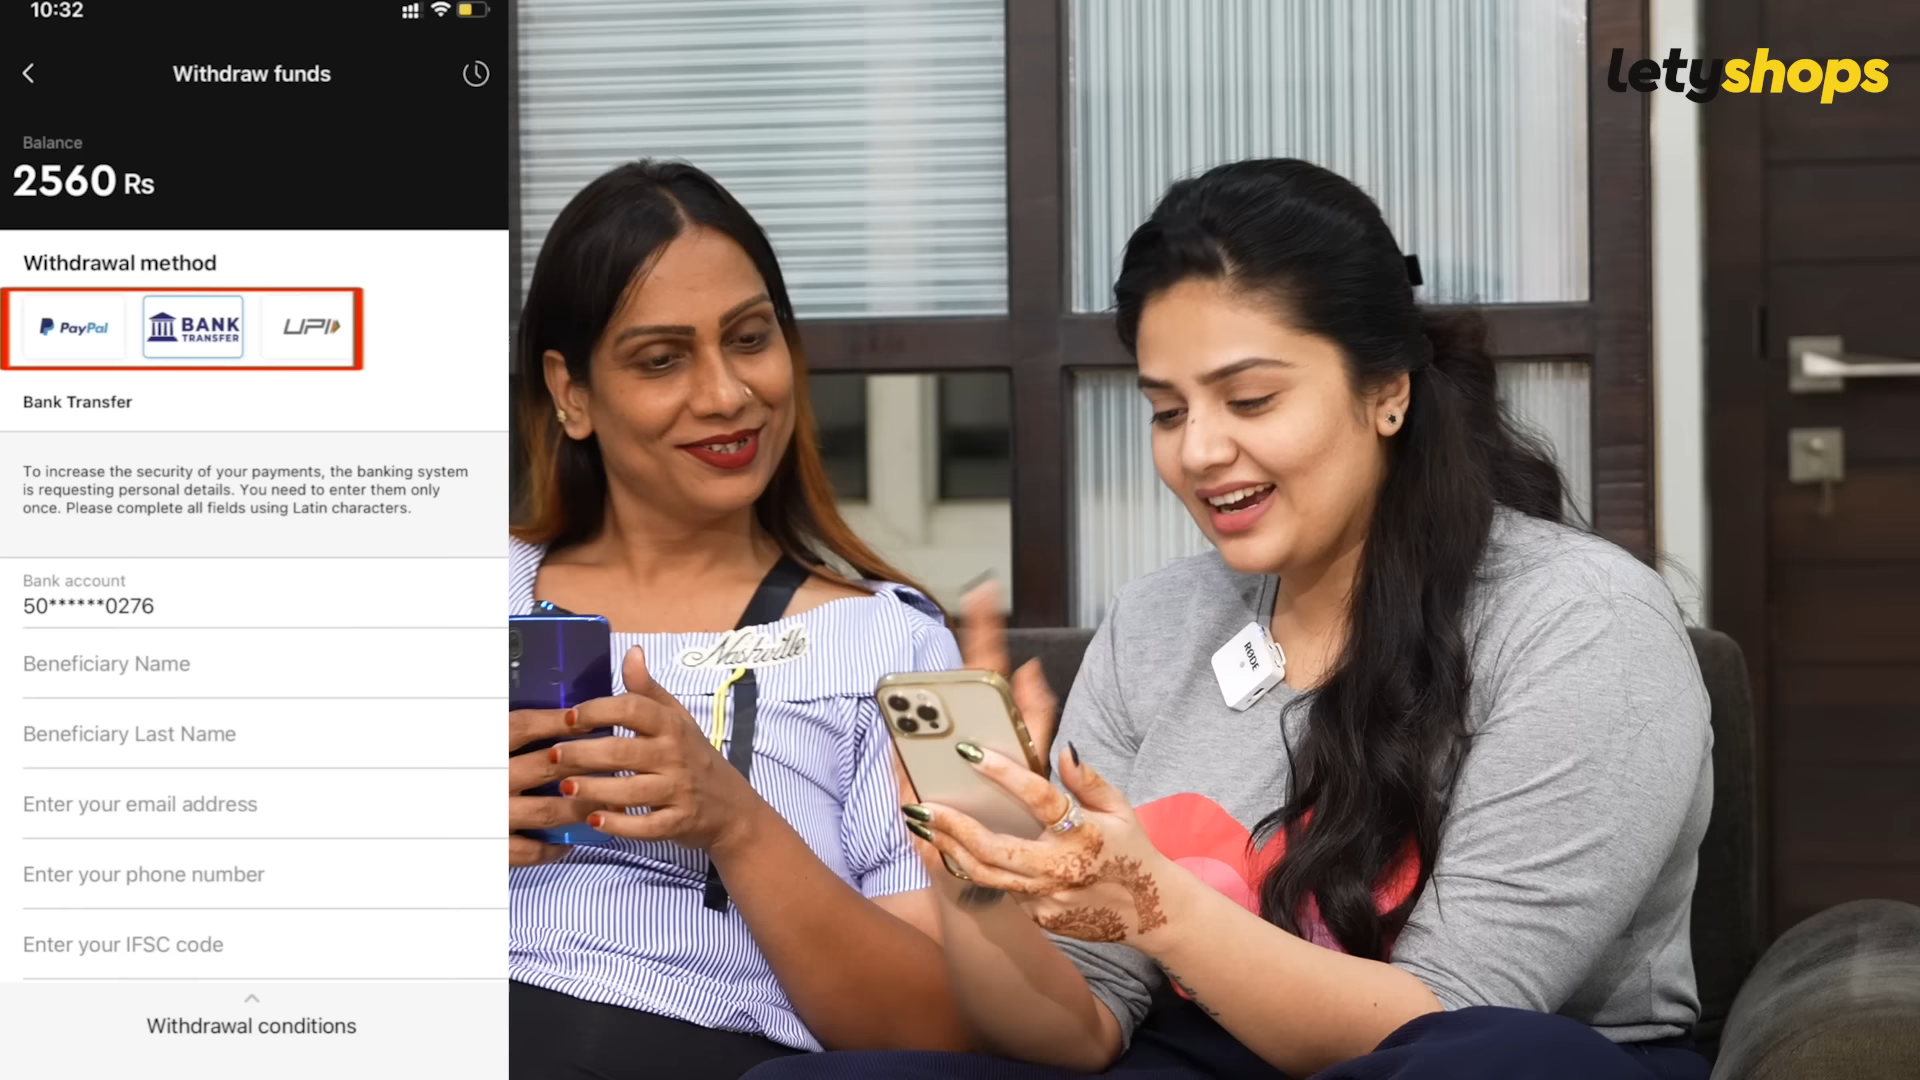 10:32
Withdraw funds
Balance
2560 Rs
Withdrawal method
PayPal
BANK
TRANSFER
UPI
Bank Transfer
To increase the security of your payments, the banking system
is requesting personal details. You need to enter them only
once. Please complete all fields using Latin characters.
Bank account
50******0276
Beneficiary Name
Beneficiary Last Name
Enter your email address
Enter your phone number
Enter your IFSC code
Withdrawal conditions
letyshops
Nashville
RØDE